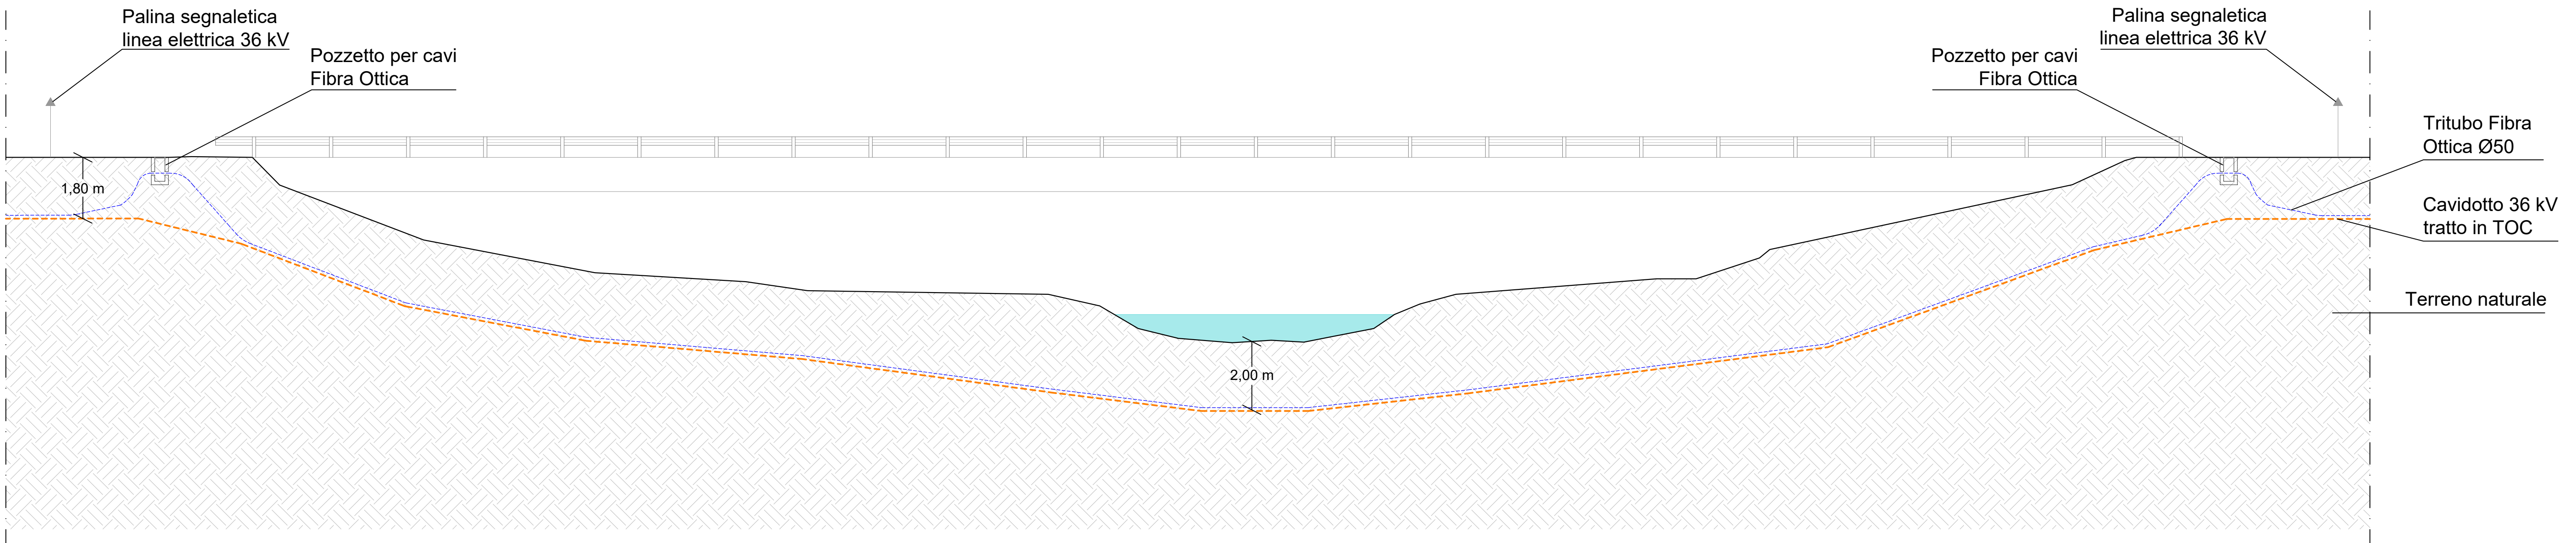 Palina segnaletica
linea elettrica 36 kV
Pozzetto per cavi
Fibra Ottica
Palina segnaletica
linea elettrica 36 kV
Pozzetto per cavi
Fibra Ottica
Tritubo Fibra
Ottica Ø50
1,80 m
Cavidotto 36 kV
tratto in TOC
Terreno naturale
2,00 m